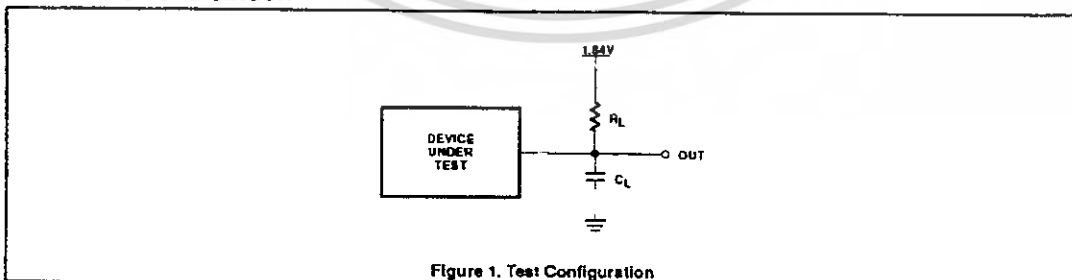 1.84V
RL
DEVICE
UNDER
TEST
OUT
CL
Figure 1. Test Configuration